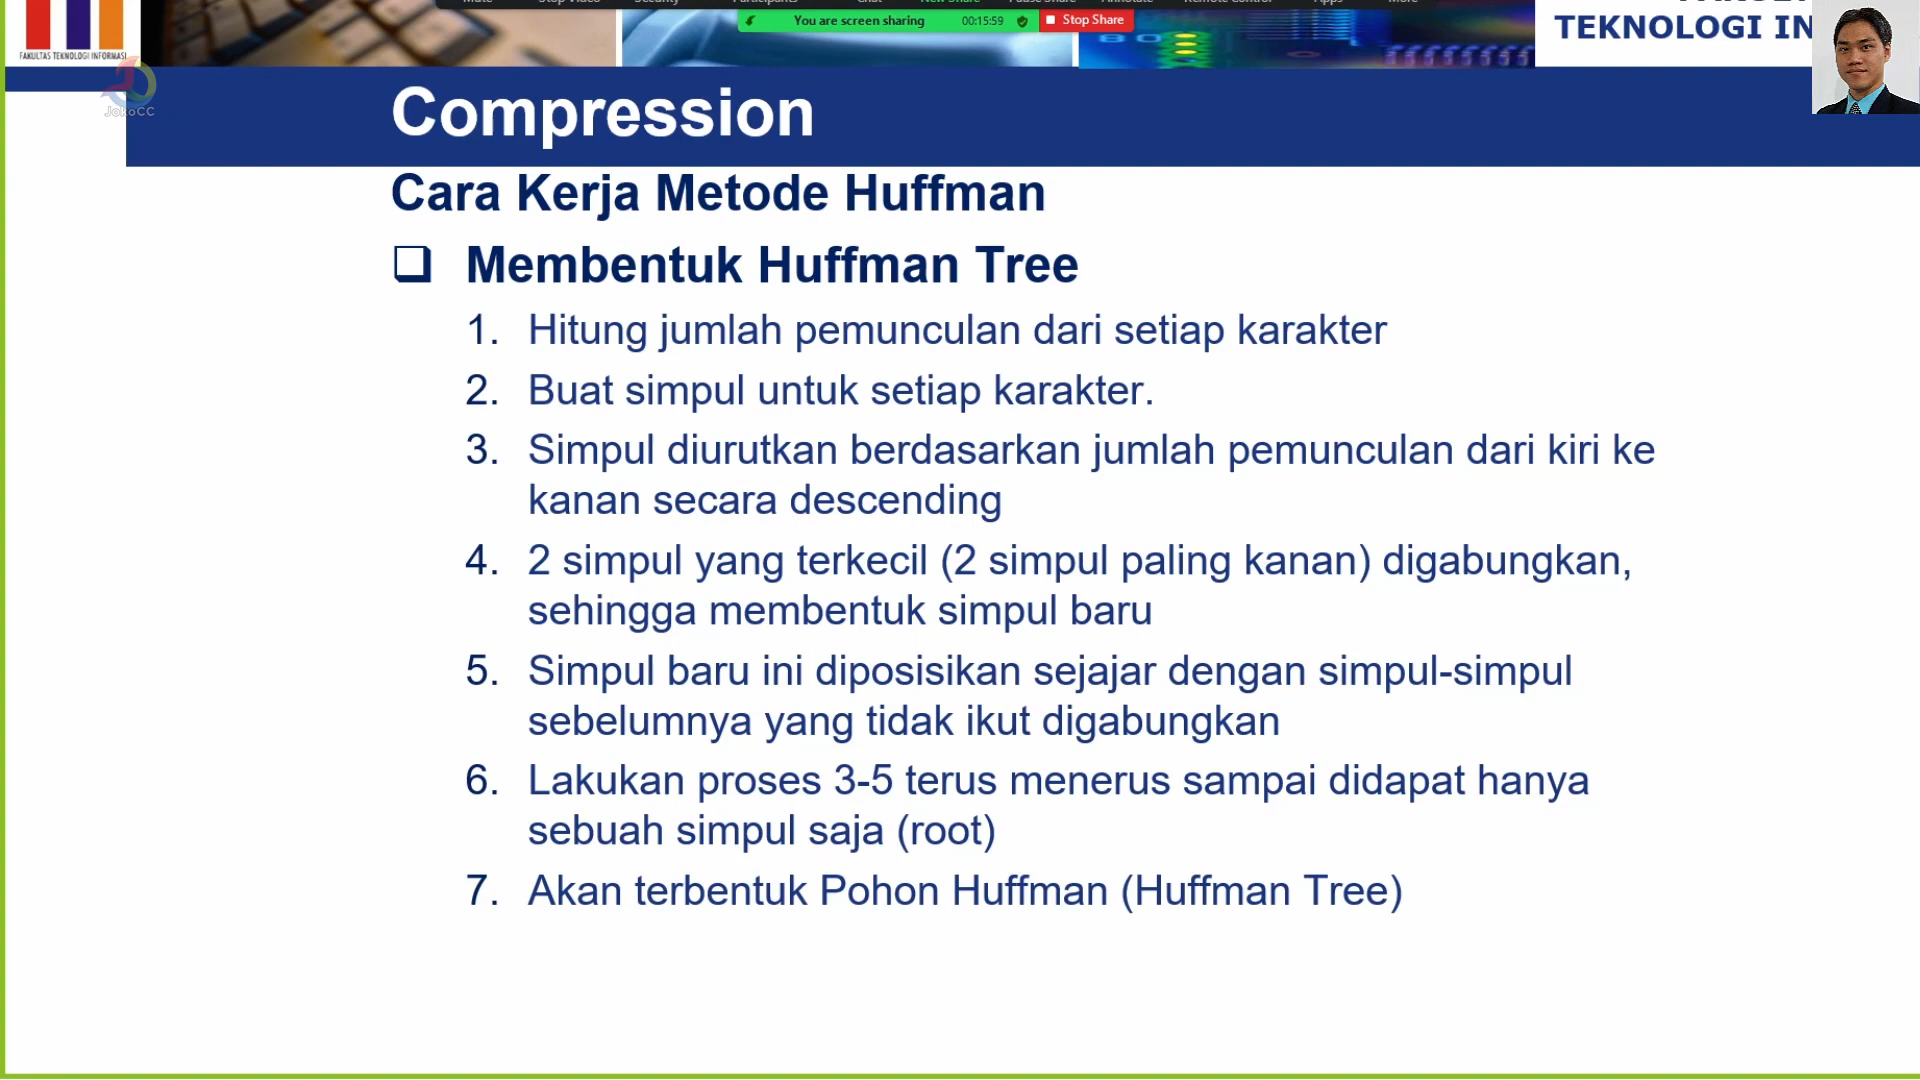 You are screen sharing 00:15:59 Stop Share
FAKULTAS TEKNOLOGI INFORMASI
TEKNOLOGI IN
JokoCC
Compression
Cara Kerja Metode Huffman
❑ Membentuk Huffman Tree
1. Hitung jumlah pemunculan dari setiap karakter
2. Buat simpul untuk setiap karakter.
3. Simpul diurutkan berdasarkan jumlah pemunculan dari kiri ke
kanan secara descending
4. 2 simpul yang terkecil (2 simpul paling kanan) digabungkan,
sehingga membentuk simpul baru
5. Simpul baru ini diposisikan sejajar dengan simpul-simpul
sebelumnya yang tidak ikut digabungkan
6. Lakukan proses 3-5 terus menerus sampai didapat hanya
sebuah simpul saja (root)
7. Akan terbentuk Pohon Huffman (Huffman Tree)